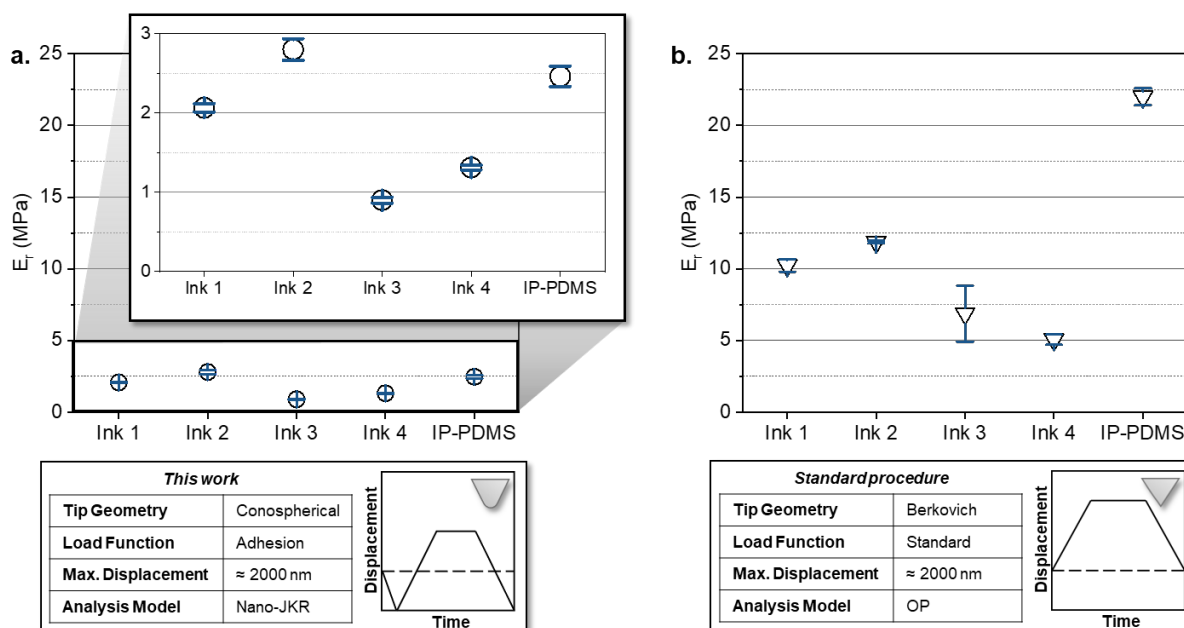 a.
25
20
15
10
5
0
E_r (MPa)
3
2
1
0
Ink 1 Ink 2 Ink 3 Ink 4 IP-PDMS
Ink 1 Ink 2 Ink 3 Ink 4 IP-PDMS
This work
Tip Geometry Conospherical
Load Function Adhesion
Max. Displacement ≈ 2000 nm
Analysis Model Nano-JKR
Displacement
Time
b.
25
20
15
10
5
0
E_r (MPa)
Ink 1 Ink 2 Ink 3 Ink 4 IP-PDMS
Standard procedure
Tip Geometry Berkovich
Load Function Standard
Max. Displacement ≈ 2000 nm
Analysis Model OP
Displacement
Time